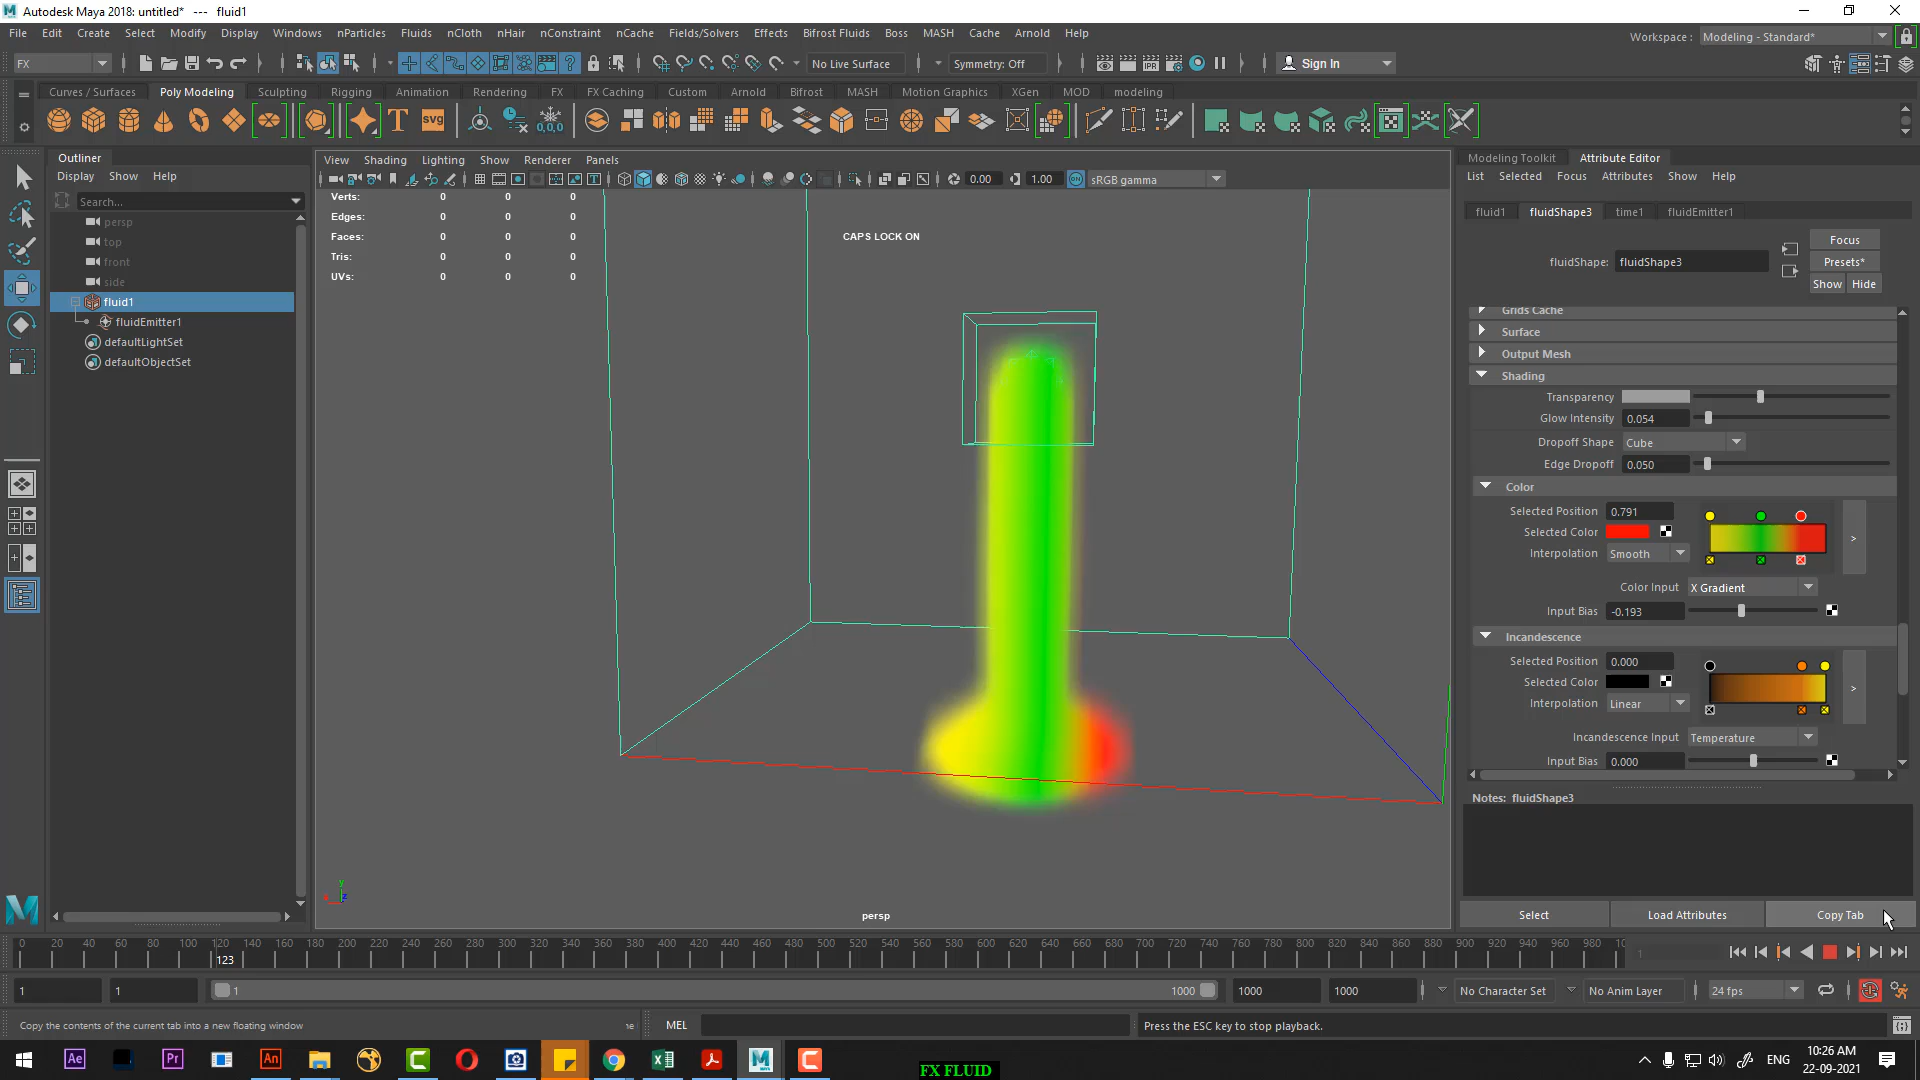 Autodesk Maya 2018: untitled* --- fluid1
File Edit Create Select Modify Display Windows nParticles Fluids nCloth nHair nConstraint nCache Fields/Solvers Effects Bifrost Fluids Boss MASH Cache Arnold Help
Workspace : Modeling - Standard*
FX No Live Surface Symmetry: Off IPR Sign In
Curves / Surfaces Poly Modeling Sculpting Rigging Animation Rendering FX FX Caching Custom Arnold Bifrost MASH Motion Graphics XGen MOD modeling
T SVG 0,0,0
Outliner
Display Show Help
Search...
persp
top
front
side
fluid1
fluidEmitter1
defaultLightSet
defaultObjectSet
View Shading Lighting Show Renderer Panels
0.00 1.00 ON sRGB gamma
Verts: 0 0 0
Edges: 0 0 0
Faces: 0 0 0
Tris: 0 0 0
UVs: 0 0 0
CAPS LOCK ON
persp
Modeling Toolkit Attribute Editor
List Selected Focus Attributes Show Help
fluid1 fluidShape3 time1 fluidEmitter1
fluidShape: fluidShape3
Focus
Presets*
Show Hide
Grids Cache
Surface
Output Mesh
Shading
Transparency
Glow Intensity 0.054
Dropoff Shape Cube
Edge Dropoff 0.050
Color
Selected Position 0.791
Selected Color
Interpolation Smooth
Color Input X Gradient
Input Bias -0.193
Incandescence
Selected Position 0.000
Selected Color
Interpolation Linear
Incandescence Input Temperature
Input Bias 0.000
Notes: fluidShape3
Select Load Attributes Copy Tab
0 20 40 60 80 100 120 140 160 180 200 220 240 260 280 300 320 340 360 380 400 420 440 460 480 500 520 540 560 580 600 620 640 660 680 700 720 740 760 780 800 820 840 860 880 900 920 940 960 980
123
1
1 1 1 1000 1000 1000 No Character Set No Anim Layer 24 fps
Copy the contents of the current tab into a new floating window MEL Press the ESC key to stop playback.
Ae Pr An
ENG
10:26 AM
22-09-2021
FX FLUID